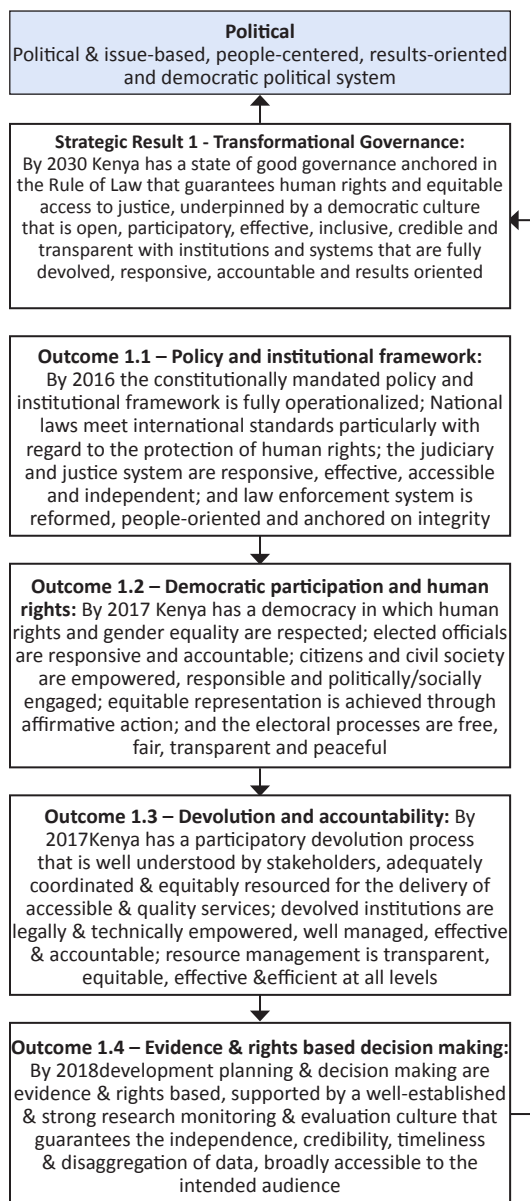 Political
Political & issue-based, people-centered, results-oriented
and democratic political system
Strategic Result 1 - Transformational Governance:
By 2030 Kenya has a state of good governance anchored in
the Rule of Law that guarantees human rights and equitable
access to justice, underpinned by a democratic culture
that is open, participatory, effective, inclusive, credible and
transparent with institutions and systems that are fully
devolved, responsive, accountable and results oriented
Outcome 1.1 – Policy and institutional framework:
By 2016 the constitutionally mandated policy and
institutional framework is fully operationalized; National
laws meet international standards particularly with
regard to the protection of human rights; the judiciary
and justice system are responsive, effective, accessible
and independent; and law enforcement system is
reformed, people-oriented and anchored on integrity
Outcome 1.2 – Democratic participation and human
rights: By 2017 Kenya has a democracy in which human
rights and gender equality are respected; elected officials
are responsive and accountable; citizens and civil society
are empowered, responsible and politically/socially
engaged; equitable representation is achieved through
affirmative action; and the electoral processes are free,
fair, transparent and peaceful
Outcome 1.3 – Devolution and accountability: By
2017Kenya has a participatory devolution process
that is well understood by stakeholders, adequately
coordinated & equitably resourced for the delivery of
accessible & quality services; devolved institutions are
legally & technically empowered, well managed, effective
& accountable; resource management is transparent,
equitable, effective &efficient at all levels
Outcome 1.4 – Evidence & rights based decision making:
By 2018development planning & decision making are
evidence & rights based, supported by a well-established
& strong research monitoring & evaluation culture that
guarantees the independence, credibility, timeliness
& disaggregation of data, broadly accessible to the
intended audience